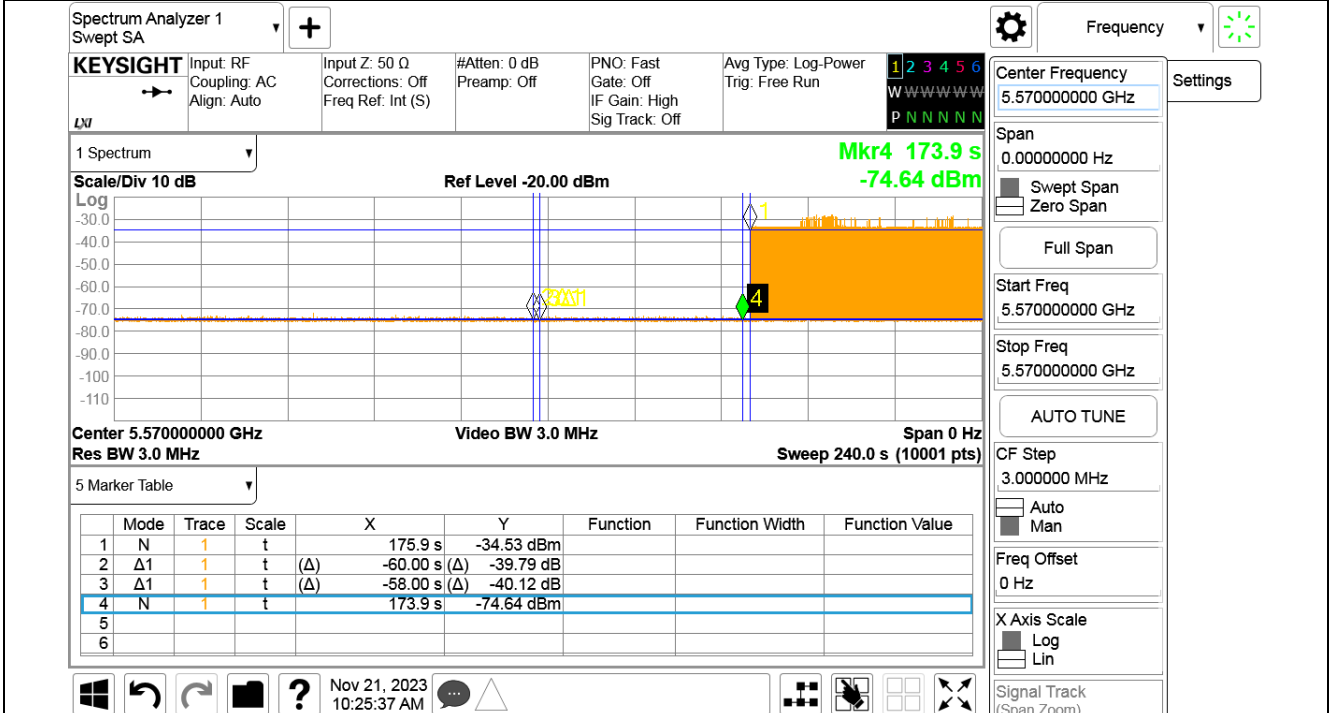 Spectrum Analyzer 1
Swept SA
Frequency
KEYSIGHT
LXI
Input: RF
Coupling: AC
Align: Auto
Input Z: 50 Ω
Corrections: Off
Freq Ref: Int (S)
#Atten: 0 dB
Preamp: Off
PNO: Fast
Gate: Off
IF Gain: High
Sig Track: Off
Avg Type: Log-Power
Trig: Free Run
1 2 3 4 5 6
W W W W W W
P N N N N N
1 Spectrum
Mkr4 173.9 s
-74.64 dBm
Scale/Div 10 dB
Ref Level -20.00 dBm
Log
-30.0
-40.0
-50.0
-60.0
-70.0
-80.0
-90.0
-100
-110
1
4
Center 5.570000000 GHz
Video BW 3.0 MHz
Span 0 Hz
Res BW 3.0 MHz
Sweep 240.0 s (10001 pts)
5 Marker Table
Mode Trace Scale X Y Function Function Width Function Value
1 N 1 t 175.9 s -34.53 dBm
2 Δ1 1 t (Δ) -60.00 s (Δ) -39.79 dB
3 Δ1 1 t (Δ) -58.00 s (Δ) -40.12 dB
4 N 1 t 173.9 s -74.64 dBm
5
6
Nov 21, 2023
10:25:37 AM
?
Settings
Center Frequency
5.570000000 GHz
Span
0.00000000 Hz
Swept Span
Zero Span
Full Span
Start Freq
5.570000000 GHz
Stop Freq
5.570000000 GHz
AUTO TUNE
CF Step
3.000000 MHz
Auto
Man
Freq Offset
0 Hz
X Axis Scale
Log
Lin
Signal Track
(Span Zoom)